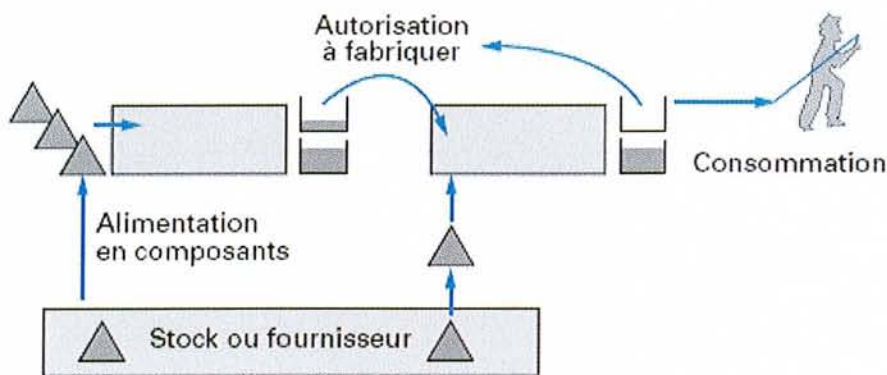 Autorisation
à fabriquer
Consommation
Alimentation
en composants
Stock ou fournisseur